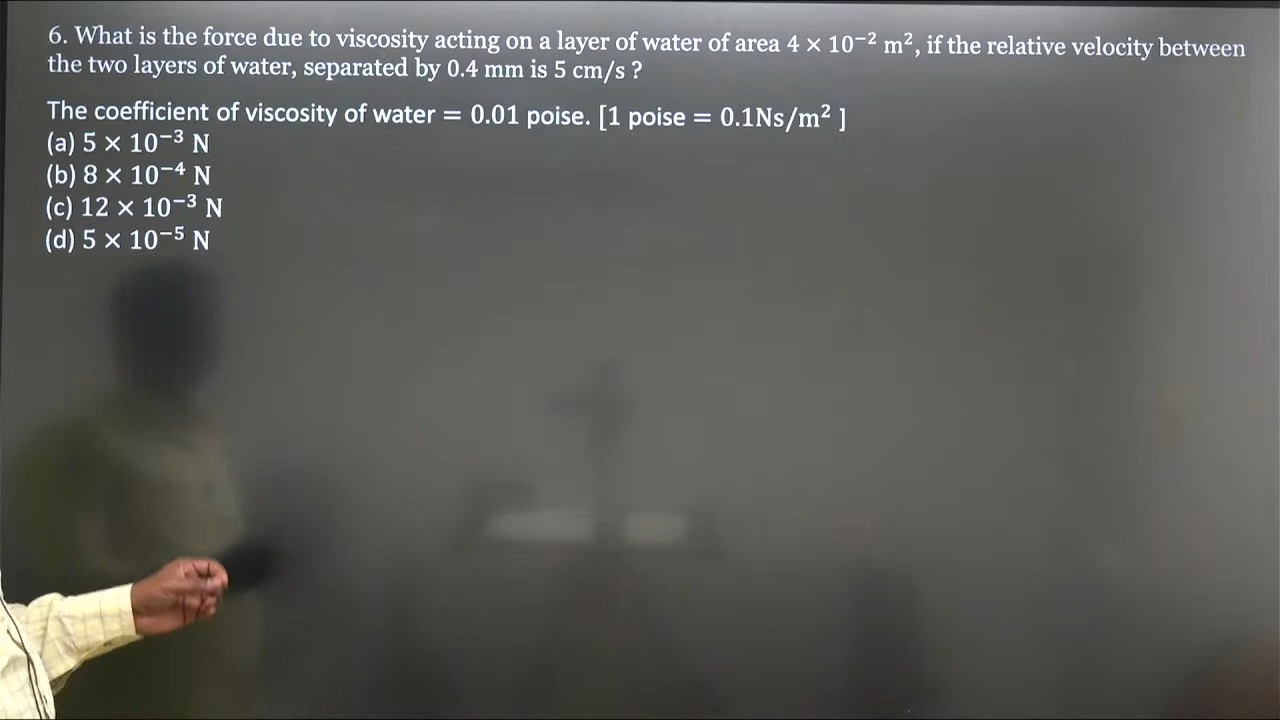 6. What is the force due to viscosity acting on a layer of water of area 4 × 10⁻² m², if the relative velocity between
the two layers of water, separated by 0.4 mm is 5 cm/s ?
The coefficient of viscosity of water = 0.01 poise. [1 poise = 0.1Ns/m² ]
(a) 5 × 10⁻³ N
(b) 8 × 10⁻⁴ N
(c) 12 × 10⁻³ N
(d) 5 × 10⁻⁵ N